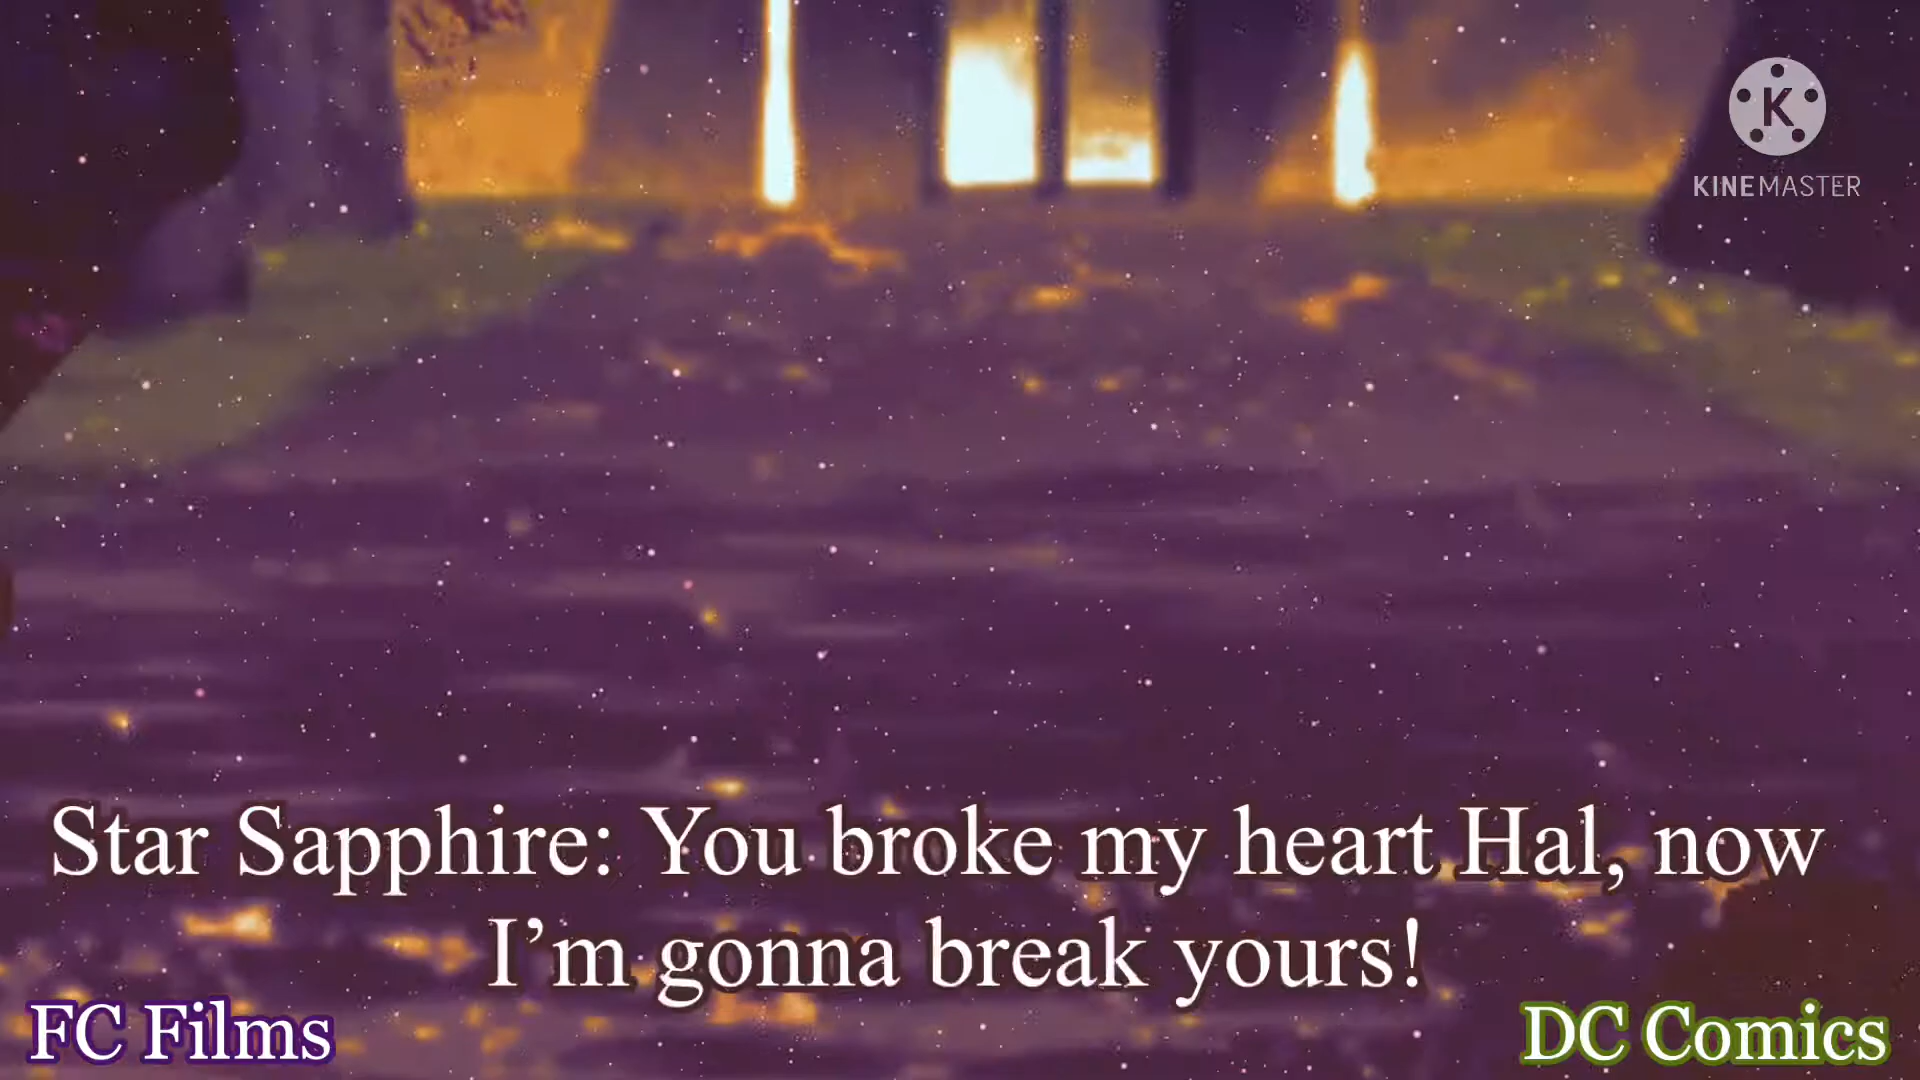 K
KINEMASTER
Star Sapphire: You broke my heart Hal, now
I’m gonna break yours!
FC Films
DC Comics